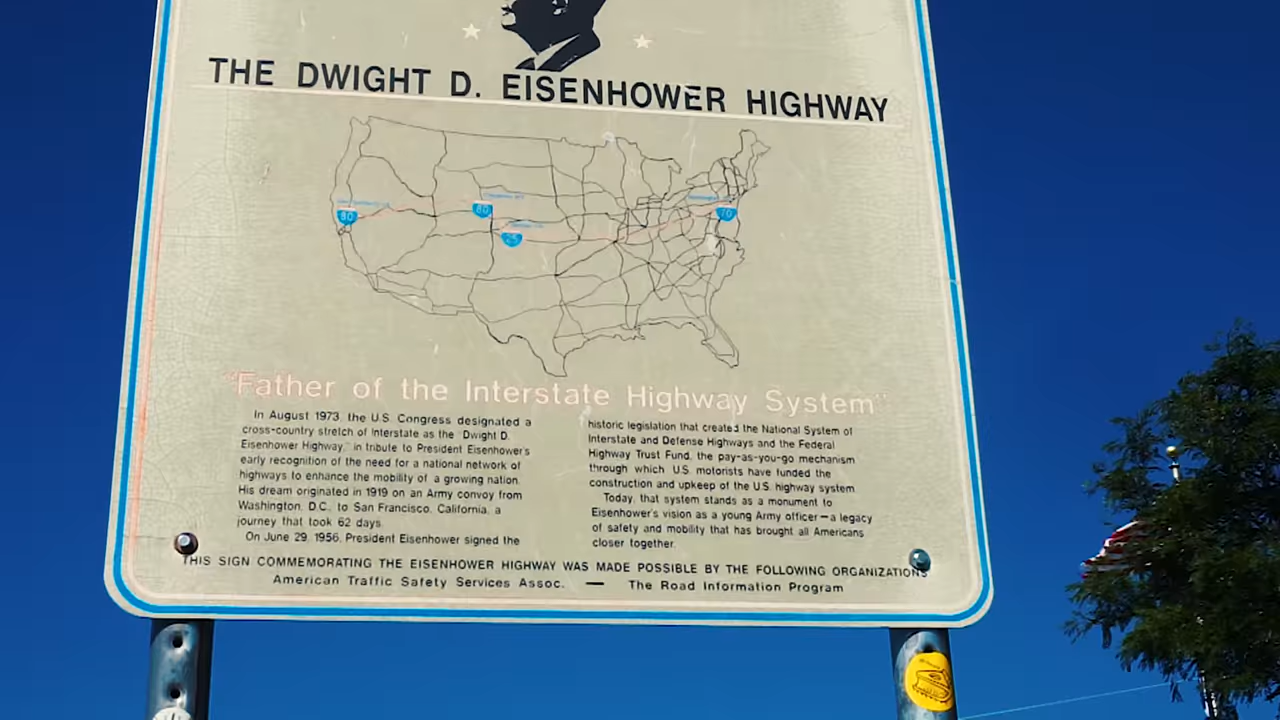 THE DWIGHT D. EISENHOWER HIGHWAY
80
80
25
70
"Father of the Interstate Highway System"
In August 1973, the U.S. Congress designated a
cross-country stretch of Interstate as the "Dwight D.
Eisenhower Highway," in tribute to President Eisenhower's
early recognition of the need for a national network of
highways to enhance the mobility of a growing nation.
His dream originated in 1919 on an Army convoy from
Washington, D.C., to San Francisco, California, a
journey that took 62 days.
On June 29, 1956, President Eisenhower signed the
historic legislation that created the National System of
Interstate and Defense Highways and the Federal
Highway Trust Fund, the pay-as-you-go mechanism
through which U.S. motorists have funded the
construction and upkeep of the U.S. highway system.
Today, that system stands as a monument to
Eisenhower's vision as a young Army officer—a legacy
of safety and mobility that has brought all Americans
closer together.
THIS SIGN COMMEMORATING THE EISENHOWER HIGHWAY WAS MADE POSSIBLE BY THE FOLLOWING ORGANIZATIONS
American Traffic Safety Services Assoc. — The Road Information Program